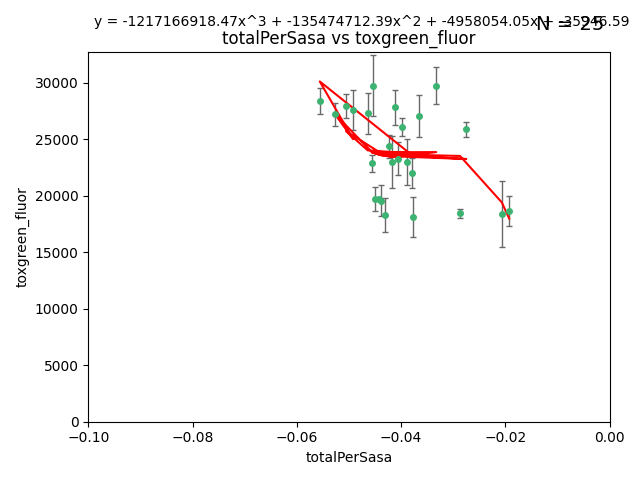 y = -1217166918.47x^3 + -135474712.39x^2 + -4958054.05x + -35946.59
N = 25
totalPerSasa vs toxgreen_fluor
30000
25000
20000
15000
10000
5000
0
toxgreen_fluor
−0.10 −0.08 −0.06 −0.04 −0.02 0.00
totalPerSasa